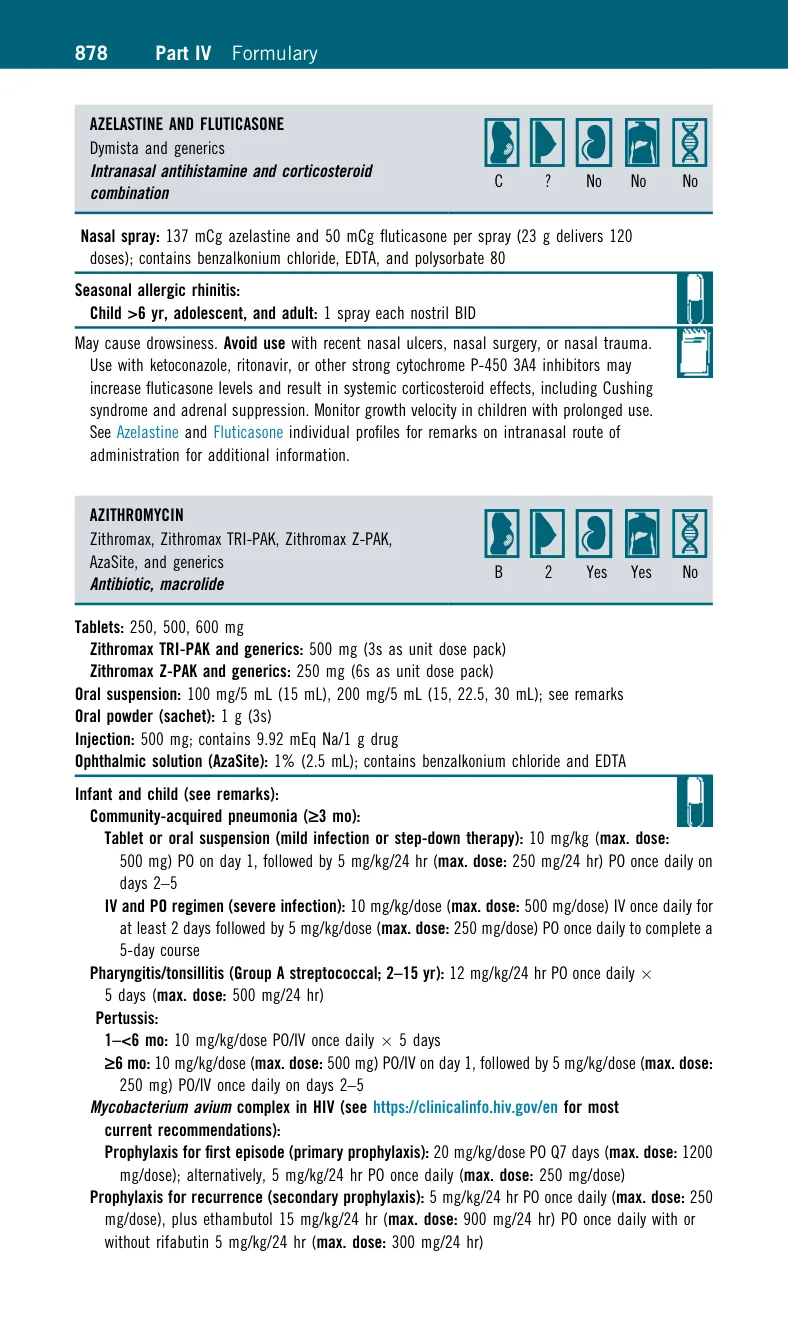 878 Part IV Formulary
AZELASTINE AND FLUTICASONE
Dymista and generics
Intranasal antihistamine and corticosteroid
combination
C ? No No No
Nasal spray: 137 mCg azelastine and 50 mCg fluticasone per spray (23 g delivers 120
doses); contains benzalkonium chloride, EDTA, and polysorbate 80
Seasonal allergic rhinitis:
Child >6 yr, adolescent, and adult: 1 spray each nostril BID
May cause drowsiness. Avoid use with recent nasal ulcers, nasal surgery, or nasal trauma.
Use with ketoconazole, ritonavir, or other strong cytochrome P-450 3A4 inhibitors may
increase fluticasone levels and result in systemic corticosteroid effects, including Cushing
syndrome and adrenal suppression. Monitor growth velocity in children with prolonged use.
See Azelastine and Fluticasone individual profiles for remarks on intranasal route of
administration for additional information.
AZITHROMYCIN
Zithromax, Zithromax TRI-PAK, Zithromax Z-PAK,
AzaSite, and generics
Antibiotic, macrolide
B 2 Yes Yes No
Tablets: 250, 500, 600 mg
Zithromax TRI-PAK and generics: 500 mg (3s as unit dose pack)
Zithromax Z-PAK and generics: 250 mg (6s as unit dose pack)
Oral suspension: 100 mg/5 mL (15 mL), 200 mg/5 mL (15, 22.5, 30 mL); see remarks
Oral powder (sachet): 1 g (3s)
Injection: 500 mg; contains 9.92 mEq Na/1 g drug
Ophthalmic solution (AzaSite): 1% (2.5 mL); contains benzalkonium chloride and EDTA
Infant and child (see remarks):
Community-acquired pneumonia (≥3 mo):
Tablet or oral suspension (mild infection or step-down therapy): 10 mg/kg (max. dose:
500 mg) PO on day 1, followed by 5 mg/kg/24 hr (max. dose: 250 mg/24 hr) PO once daily on
days 2–5
IV and PO regimen (severe infection): 10 mg/kg/dose (max. dose: 500 mg/dose) IV once daily for
at least 2 days followed by 5 mg/kg/dose (max. dose: 250 mg/dose) PO once daily to complete a
5-day course
Pharyngitis/tonsillitis (Group A streptococcal; 2–15 yr): 12 mg/kg/24 hr PO once daily ×
5 days (max. dose: 500 mg/24 hr)
Pertussis:
1–<6 mo: 10 mg/kg/dose PO/IV once daily × 5 days
≥6 mo: 10 mg/kg/dose (max. dose: 500 mg) PO/IV on day 1, followed by 5 mg/kg/dose (max. dose:
250 mg) PO/IV once daily on days 2–5
Mycobacterium avium complex in HIV (see https://clinicalinfo.hiv.gov/en for most
current recommendations):
Prophylaxis for first episode (primary prophylaxis): 20 mg/kg/dose PO Q7 days (max. dose: 1200
mg/dose); alternatively, 5 mg/kg/24 hr PO once daily (max. dose: 250 mg/dose)
Prophylaxis for recurrence (secondary prophylaxis): 5 mg/kg/24 hr PO once daily (max. dose: 250
mg/dose), plus ethambutol 15 mg/kg/24 hr (max. dose: 900 mg/24 hr) PO once daily with or
without rifabutin 5 mg/kg/24 hr (max. dose: 300 mg/24 hr)